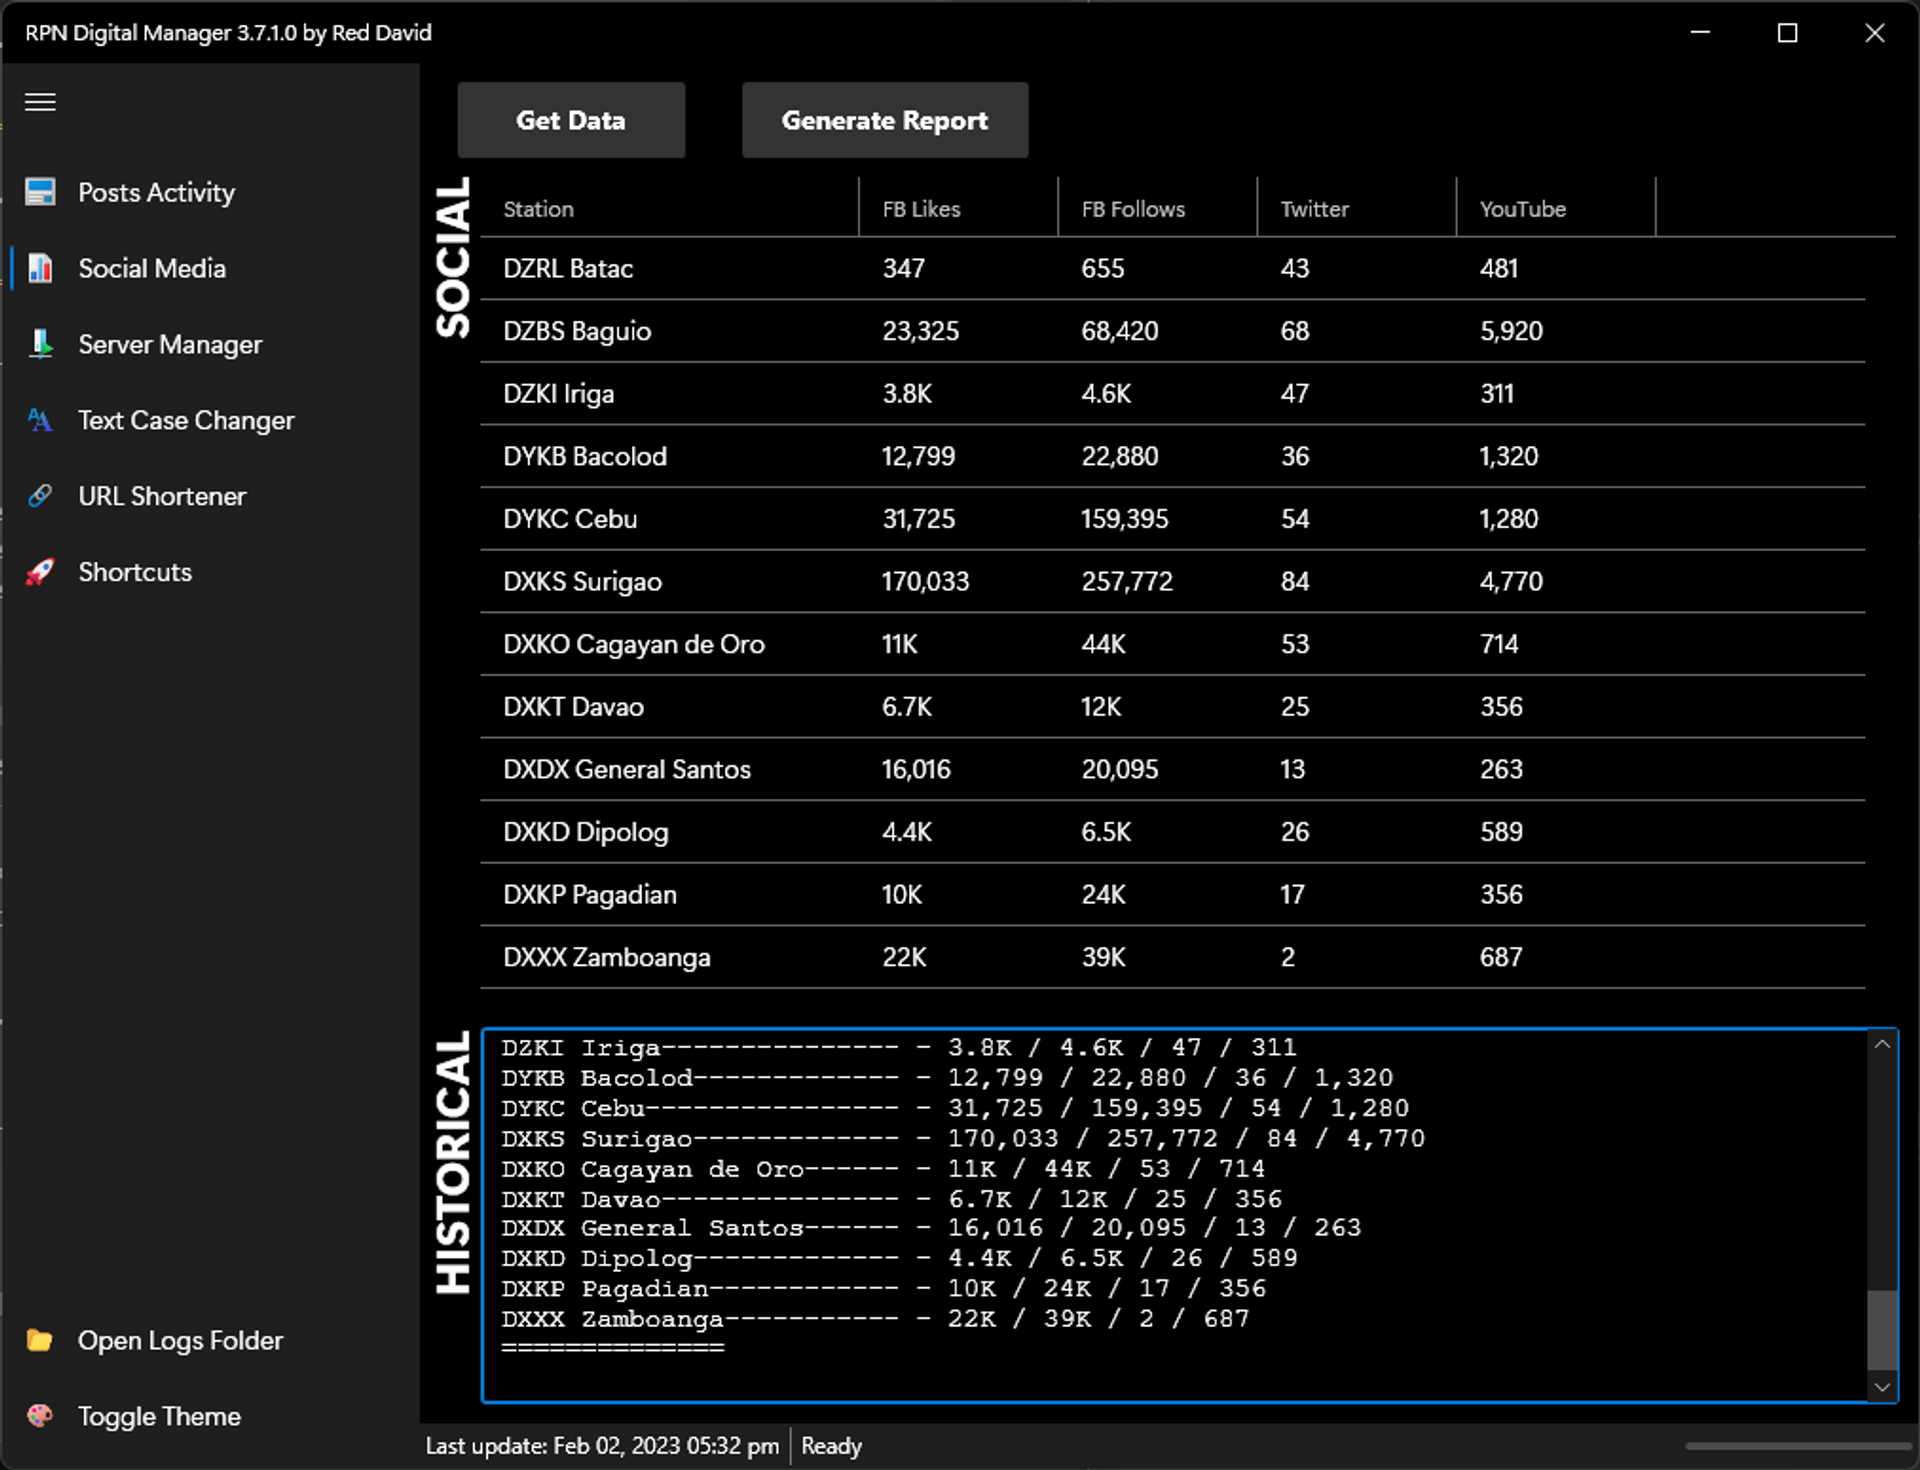 RPN Digital Manager 3.7.1.0 by Red David
Get Data Generate Report
Posts Activity
Social Media
Server Manager
Text Case Changer
URL Shortener
Shortcuts
Open Logs Folder
Toggle Theme
SOCIAL
Station FB Likes FB Follows Twitter YouTube
DZRL Batac 347 655 43 481
DZBS Baguio 23,325 68,420 68 5,920
DZKI Iriga 3.8K 4.6K 47 311
DYKB Bacolod 12,799 22,880 36 1,320
DYKC Cebu 31,725 159,395 54 1,280
DXKS Surigao 170,033 257,772 84 4,770
DXKO Cagayan de Oro 11K 44K 53 714
DXKT Davao 6.7K 12K 25 356
DXDX General Santos 16,016 20,095 13 263
DXKD Dipolog 4.4K 6.5K 26 589
DXKP Pagadian 10K 24K 17 356
DXXX Zamboanga 22K 39K 2 687
HISTORICAL
DZKI Iriga--------------- - 3.8K / 4.6K / 47 / 311
DYKB Bacolod------------- - 12,799 / 22,880 / 36 / 1,320
DYKC Cebu---------------- - 31,725 / 159,395 / 54 / 1,280
DXKS Surigao------------- - 170,033 / 257,772 / 84 / 4,770
DXKO Cagayan de Oro------ - 11K / 44K / 53 / 714
DXKT Davao--------------- - 6.7K / 12K / 25 / 356
DXDX General Santos------ - 16,016 / 20,095 / 13 / 263
DXKD Dipolog------------- - 4.4K / 6.5K / 26 / 589
DXKP Pagadian------------ - 10K / 24K / 17 / 356
DXXX Zamboanga----------- - 22K / 39K / 2 / 687
==============
Last update: Feb 02, 2023 05:32 pm Ready